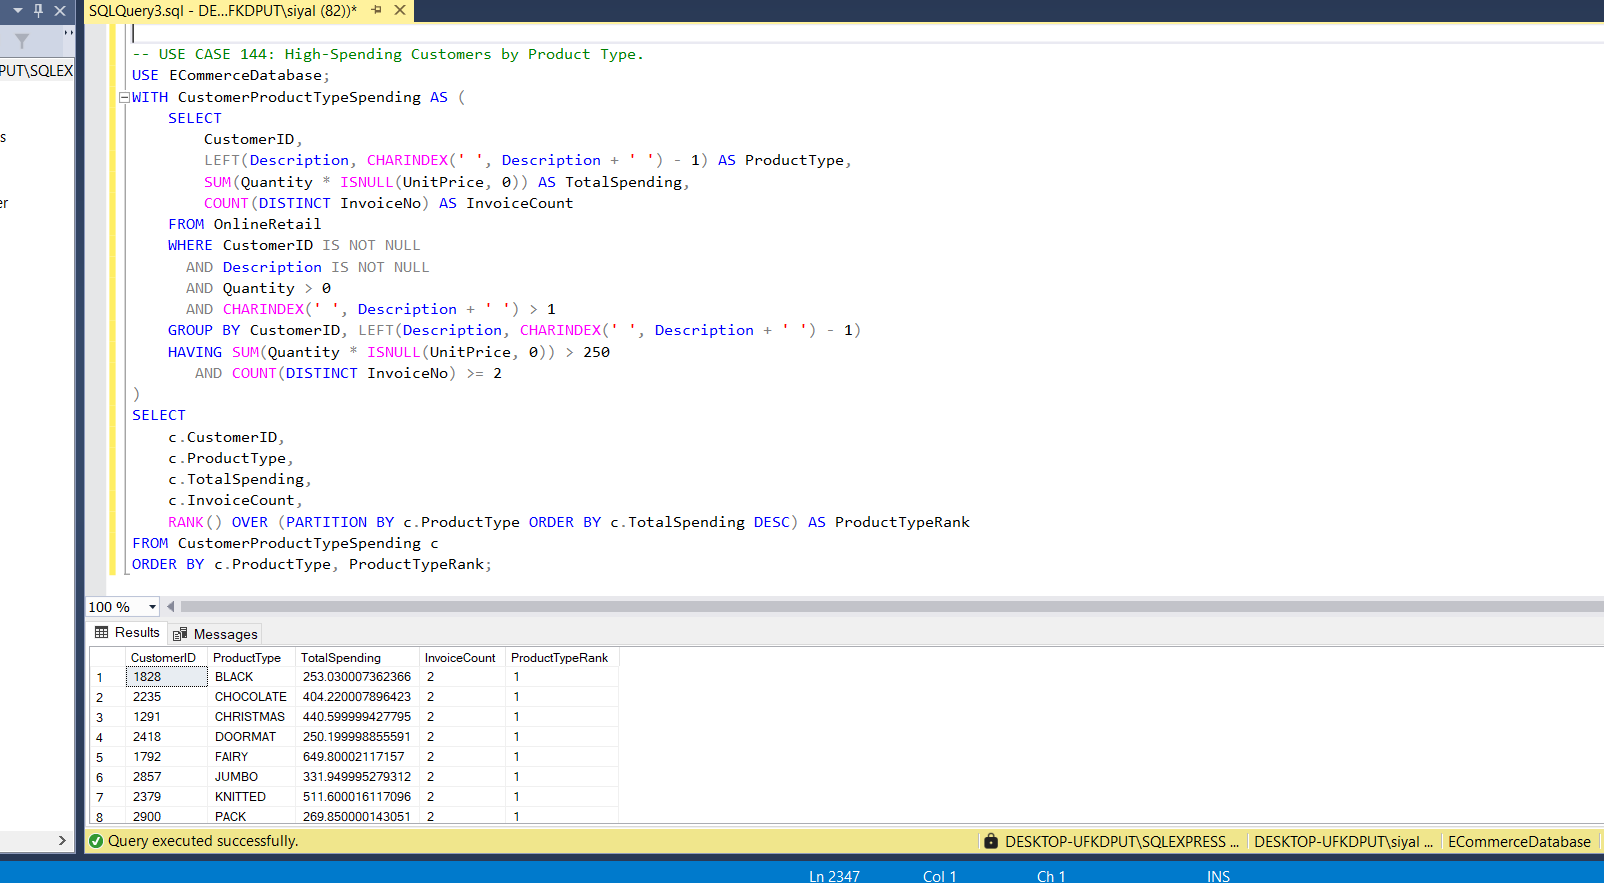 SQLQuery3.sql - DE...FKDPUT\siyal (82))*
PUT\SQLEX
s
er
-- USE CASE 144: High-Spending Customers by Product Type.
USE ECommerceDatabase;
WITH CustomerProductTypeSpending AS (
    SELECT
        CustomerID,
        LEFT(Description, CHARINDEX(' ', Description + ' ') - 1) AS ProductType,
        SUM(Quantity * ISNULL(UnitPrice, 0)) AS TotalSpending,
        COUNT(DISTINCT InvoiceNo) AS InvoiceCount
    FROM OnlineRetail
    WHERE CustomerID IS NOT NULL
      AND Description IS NOT NULL
      AND Quantity > 0
      AND CHARINDEX(' ', Description + ' ') > 1
    GROUP BY CustomerID, LEFT(Description, CHARINDEX(' ', Description + ' ') - 1)
    HAVING SUM(Quantity * ISNULL(UnitPrice, 0)) > 250
       AND COUNT(DISTINCT InvoiceNo) >= 2
)
SELECT
    c.CustomerID,
    c.ProductType,
    c.TotalSpending,
    c.InvoiceCount,
    RANK() OVER (PARTITION BY c.ProductType ORDER BY c.TotalSpending DESC) AS ProductTypeRank
FROM CustomerProductTypeSpending c
ORDER BY c.ProductType, ProductTypeRank;
100 %
Results Messages
CustomerID ProductType TotalSpending InvoiceCount ProductTypeRank
1 1828 BLACK 253.030007362366 2 1
2 2235 CHOCOLATE 404.220007896423 2 1
3 1291 CHRISTMAS 440.599999427795 2 1
4 2418 DOORMAT 250.199998855591 2 1
5 1792 FAIRY 649.80002117157 2 1
6 2857 JUMBO 331.949995279312 2 1
7 2379 KNITTED 511.600016117096 2 1
8 2900 PACK 269.850000143051 2 1
Query executed successfully. DESKTOP-UFKDPUT\SQLEXPRESS ... DESKTOP-UFKDPUT\siyal ... ECommerceDatabase
Ln 2347 Col 1 Ch 1 INS